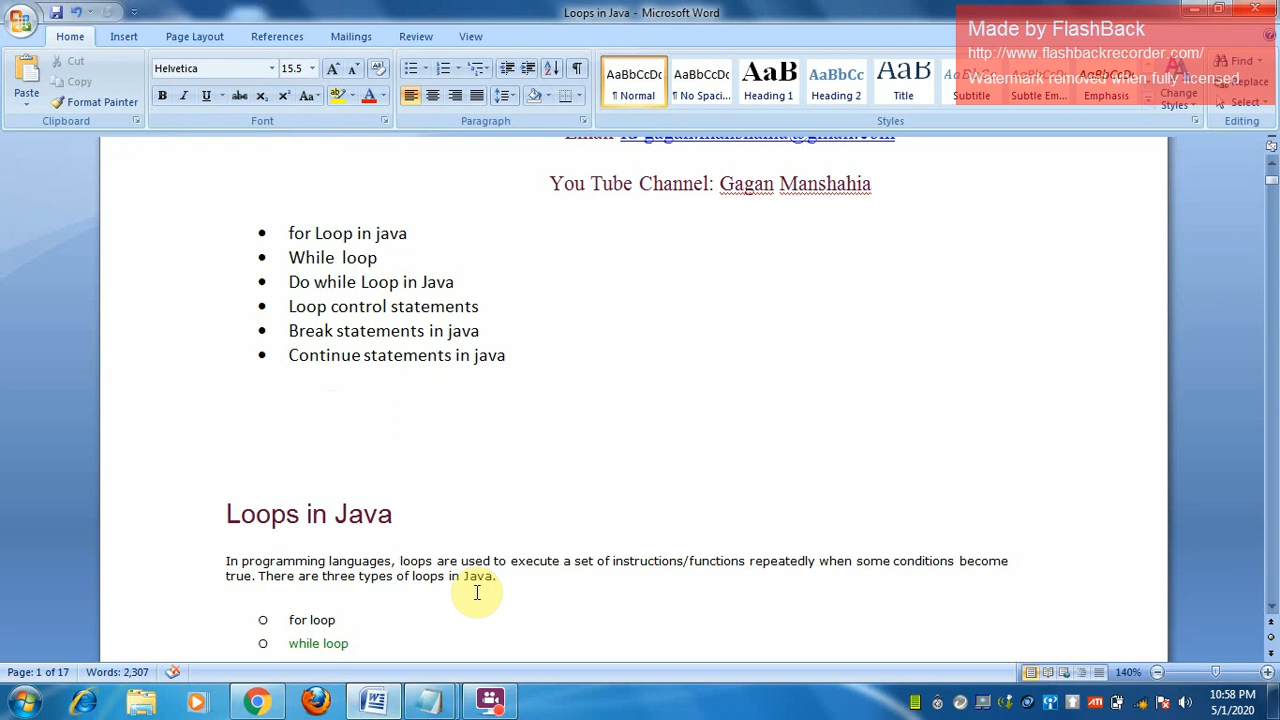 Loops in Java - Microsoft Word
Made by FlashBack
http://www.flashbackrecorder.com/
Watermark removed when fully licensed
Home Insert Page Layout References Mailings Review View
Paste
Cut
Copy
Format Painter
Clipboard
Helvetica 15.5
Font
Paragraph
AaBbCcDc AaBbCcDc AaB AaBbCc AaB AaBbCc
¶ Normal ¶ No Spaci... Heading 1 Heading 2 Title Subtitle Subtle Em... Emphasis
Change
Styles
Styles
Find
Replace
Select
Editing
You Tube Channel: Gagan Manshahia
• for Loop in java
• While loop
• Do while Loop in Java
• Loop control statements
• Break statements in java
• Continue statements in java
Loops in Java
In programming languages, loops are used to execute a set of instructions/functions repeatedly when some conditions become
true. There are three types of loops in Java.
o for loop
o while loop
Page: 1 of 17 Words: 2,307
140%
10:58 PM
5/1/2020